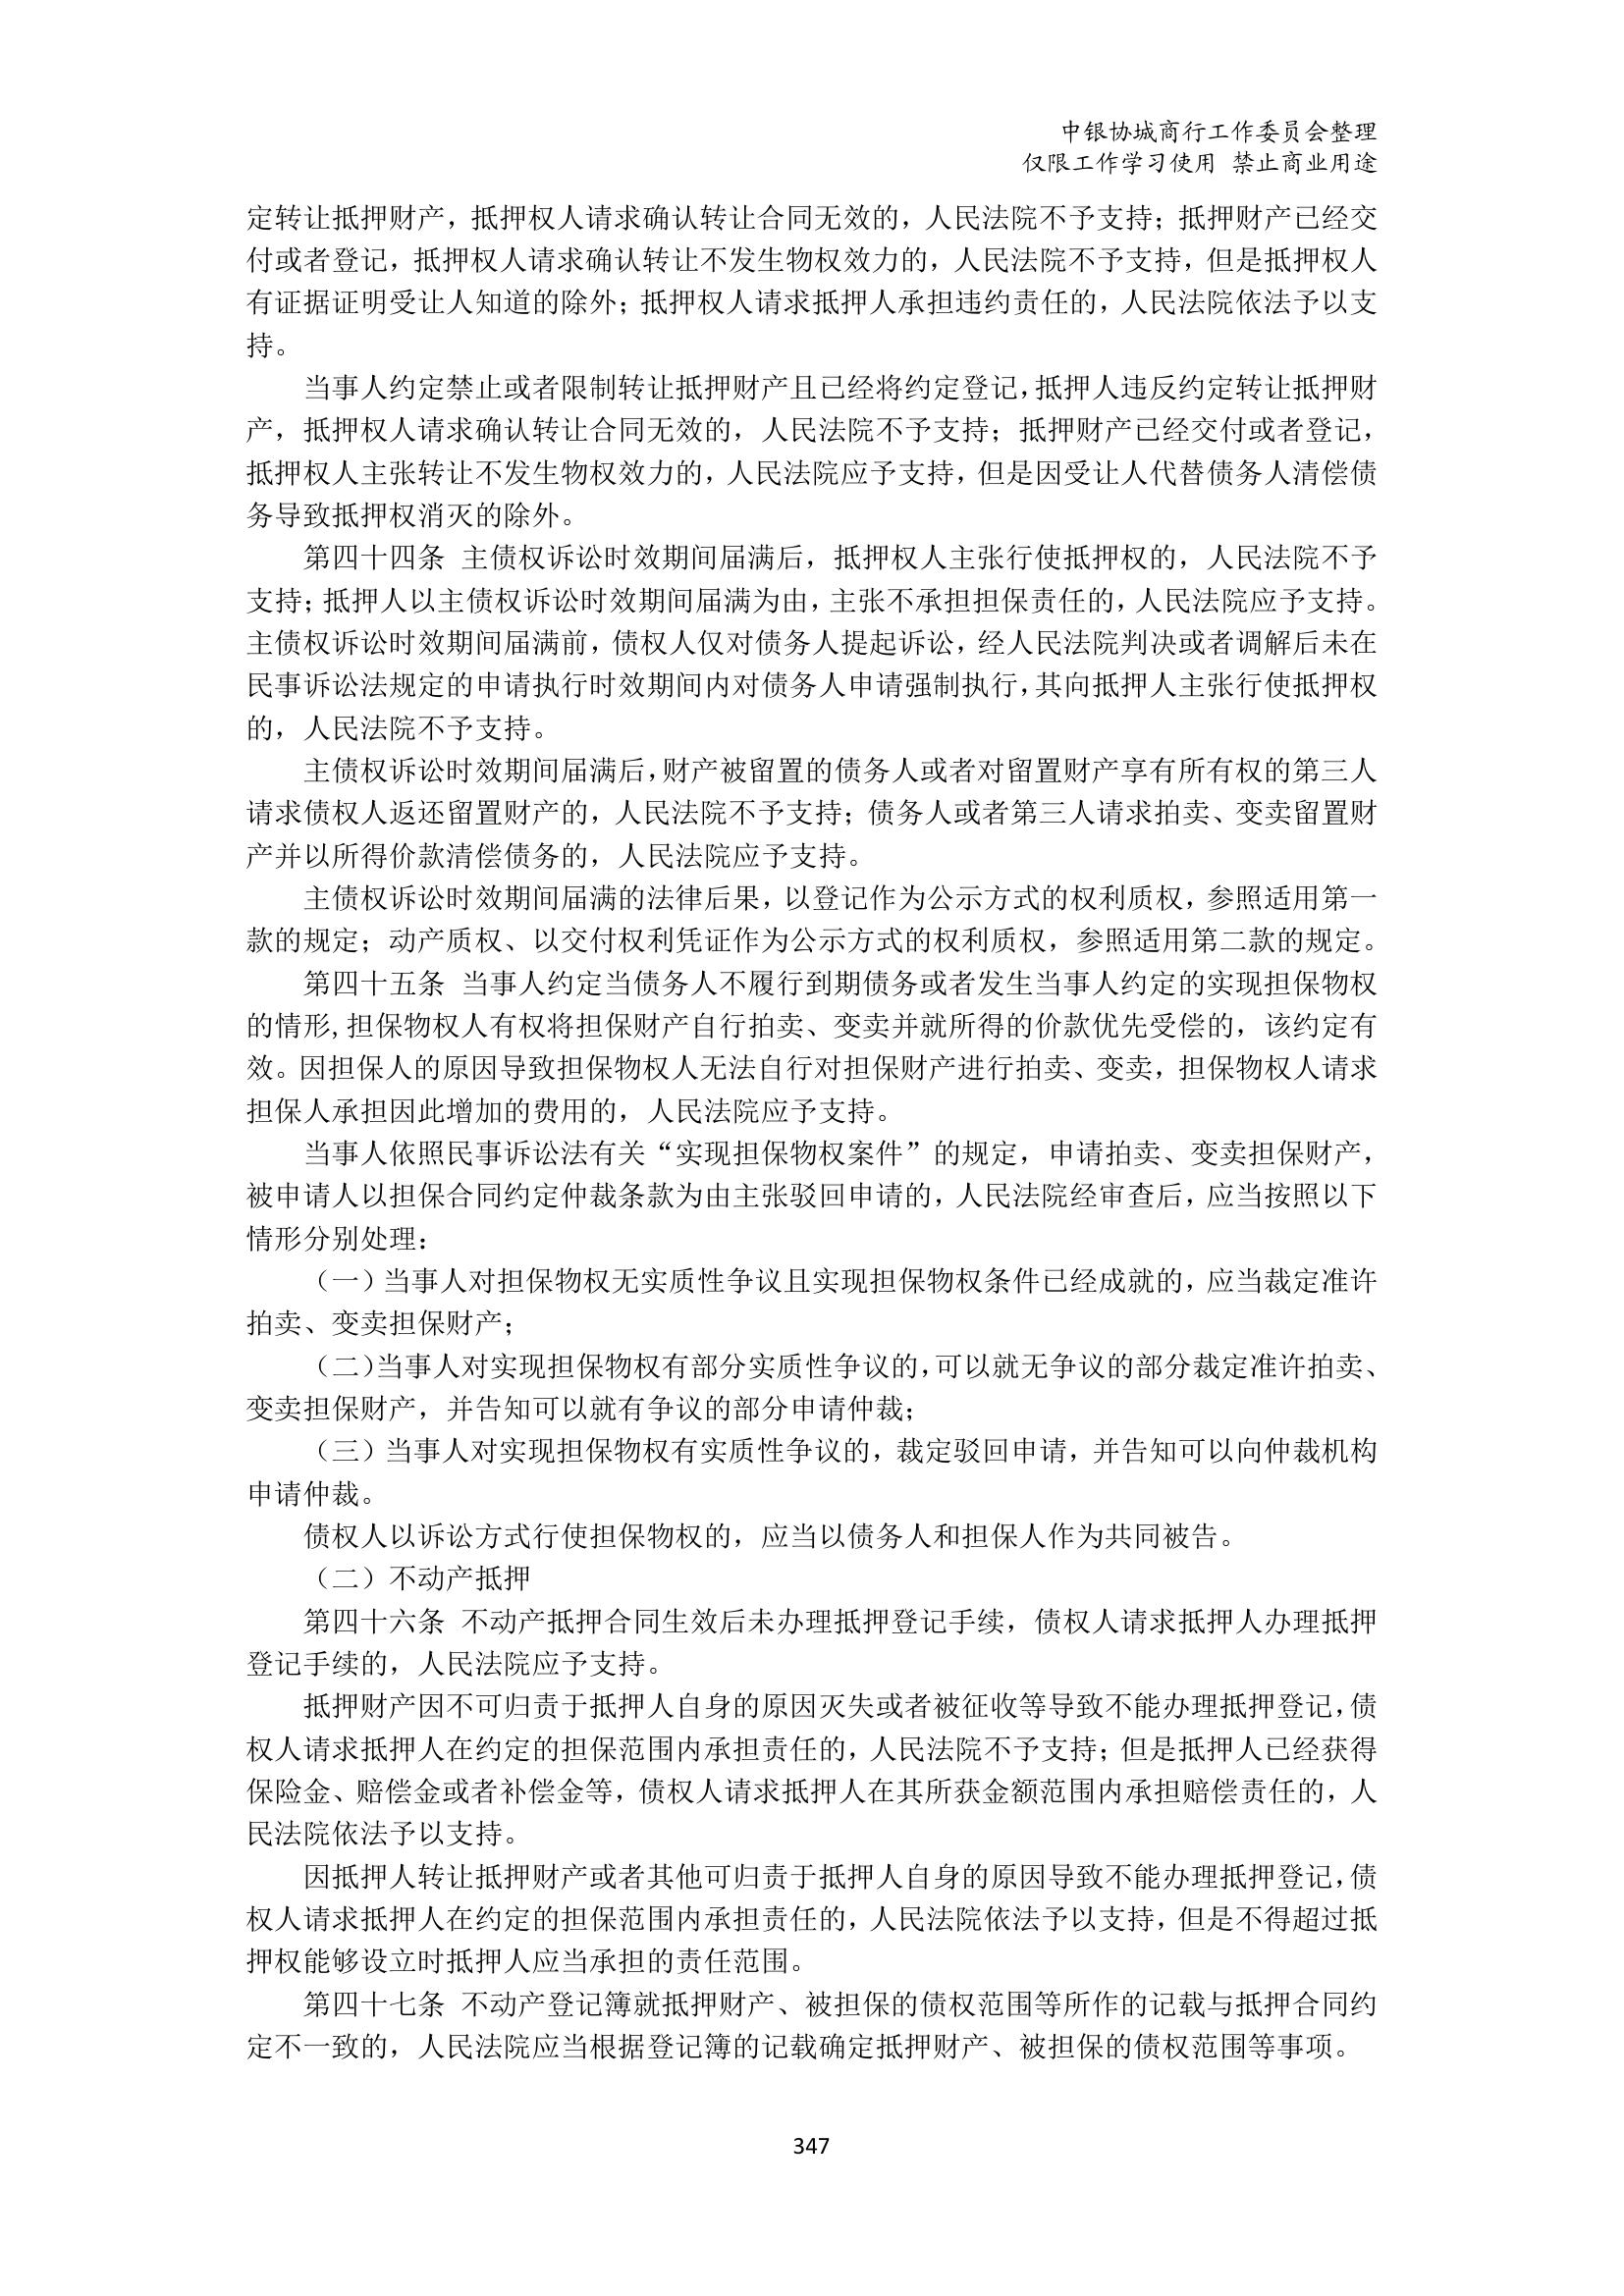 中银协城商行工作委员会整理
仅限工作学习使用 禁止商业用途
定转让抵押财产，抵押权人请求确认转让合同无效的，人民法院不予支持；抵押财产已经交
付或者登记，抵押权人请求确认转让不发生物权效力的，人民法院不予支持，但是抵押权人
有证据证明受让人知道的除外；抵押权人请求抵押人承担违约责任的，人民法院依法予以支
持。
当事人约定禁止或者限制转让抵押财产且已经将约定登记，抵押人违反约定转让抵押财
产，抵押权人请求确认转让合同无效的，人民法院不予支持；抵押财产已经交付或者登记，
抵押权人主张转让不发生物权效力的，人民法院应予支持，但是因受让人代替债务人清偿债
务导致抵押权消灭的除外。
第四十四条 主债权诉讼时效期间届满后，抵押权人主张行使抵押权的，人民法院不予
支持；抵押人以主债权诉讼时效期间届满为由，主张不承担担保责任的，人民法院应予支持。
主债权诉讼时效期间届满前，债权人仅对债务人提起诉讼，经人民法院判决或者调解后未在
民事诉讼法规定的申请执行时效期间内对债务人申请强制执行，其向抵押人主张行使抵押权
的，人民法院不予支持。
主债权诉讼时效期间届满后，财产被留置的债务人或者对留置财产享有所有权的第三人
请求债权人返还留置财产的，人民法院不予支持；债务人或者第三人请求拍卖、变卖留置财
产并以所得价款清偿债务的，人民法院应予支持。
主债权诉讼时效期间届满的法律后果，以登记作为公示方式的权利质权，参照适用第一
款的规定；动产质权、以交付权利凭证作为公示方式的权利质权，参照适用第二款的规定。
第四十五条 当事人约定当债务人不履行到期债务或者发生当事人约定的实现担保物权
的情形,担保物权人有权将担保财产自行拍卖、变卖并就所得的价款优先受偿的，该约定有
效。因担保人的原因导致担保物权人无法自行对担保财产进行拍卖、变卖，担保物权人请求
担保人承担因此增加的费用的，人民法院应予支持。
当事人依照民事诉讼法有关“实现担保物权案件”的规定，申请拍卖、变卖担保财产，
被申请人以担保合同约定仲裁条款为由主张驳回申请的，人民法院经审查后，应当按照以下
情形分别处理：
（一）当事人对担保物权无实质性争议且实现担保物权条件已经成就的，应当裁定准许
拍卖、变卖担保财产；
（二）当事人对实现担保物权有部分实质性争议的，可以就无争议的部分裁定准许拍卖、
变卖担保财产，并告知可以就有争议的部分申请仲裁；
（三）当事人对实现担保物权有实质性争议的，裁定驳回申请，并告知可以向仲裁机构
申请仲裁。
债权人以诉讼方式行使担保物权的，应当以债务人和担保人作为共同被告。
（二）不动产抵押
第四十六条 不动产抵押合同生效后未办理抵押登记手续，债权人请求抵押人办理抵押
登记手续的，人民法院应予支持。
抵押财产因不可归责于抵押人自身的原因灭失或者被征收等导致不能办理抵押登记，债
权人请求抵押人在约定的担保范围内承担责任的，人民法院不予支持；但是抵押人已经获得
保险金、赔偿金或者补偿金等，债权人请求抵押人在其所获金额范围内承担赔偿责任的，人
民法院依法予以支持。
因抵押人转让抵押财产或者其他可归责于抵押人自身的原因导致不能办理抵押登记，债
权人请求抵押人在约定的担保范围内承担责任的，人民法院依法予以支持，但是不得超过抵
押权能够设立时抵押人应当承担的责任范围。
第四十七条 不动产登记簿就抵押财产、被担保的债权范围等所作的记载与抵押合同约
定不一致的，人民法院应当根据登记簿的记载确定抵押财产、被担保的债权范围等事项。
347